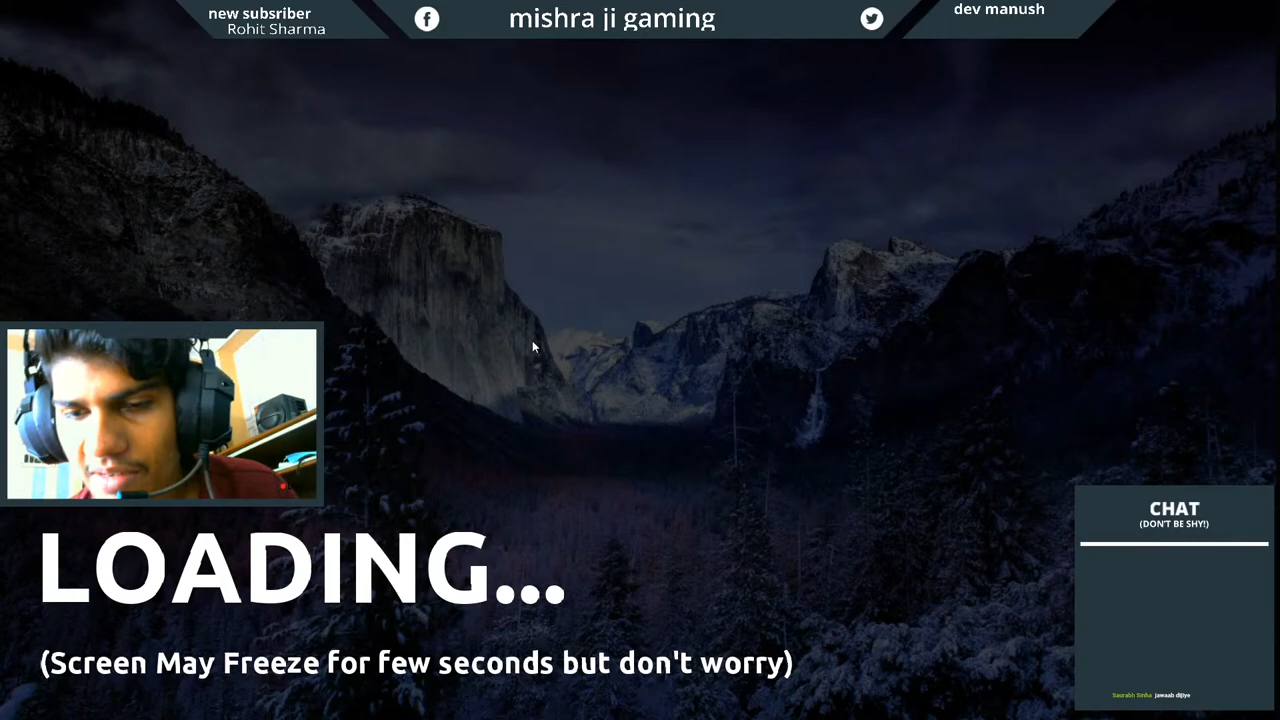 new subsriber
Rohit Sharma
mishra ji gaming
dev manush
LOADING...
(Screen May Freeze for few seconds but don't worry)
CHAT
(DON'T BE SHY!)
Saurabh Sinha jawaab dijiye